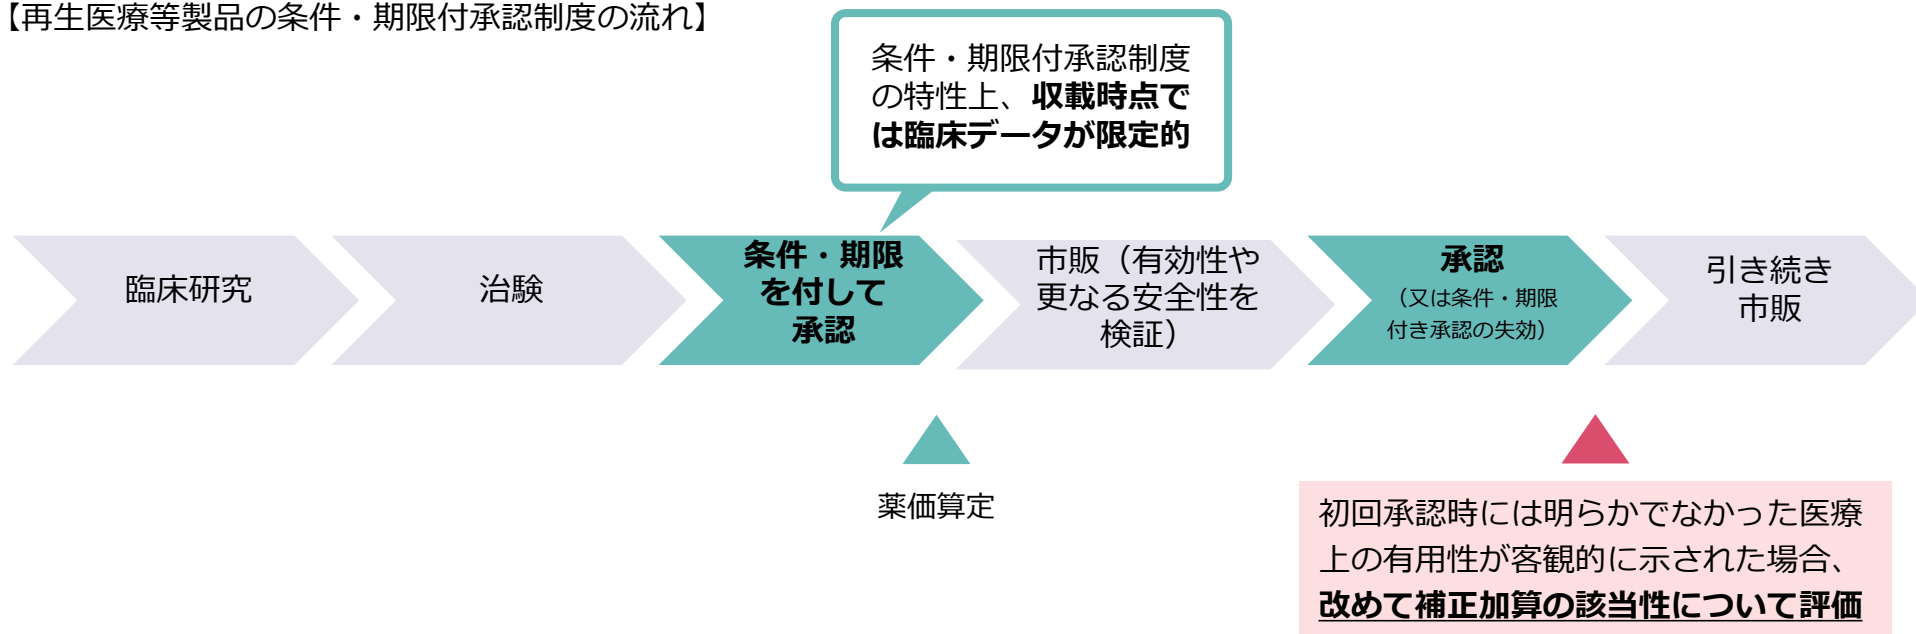 【再生医療等製品の条件・期限付承認制度の流れ】
条件・期限付承認制度
の特性上、収載時点で
は臨床データが限定的
臨床研究
治験
条件・期限
を付して
承認
市販（有効性や
更なる安全性を
検証）
承認
（又は条件・期限
付き承認の失効）
引き続き
市販
薬価算定
初回承認時には明らかでなかった医療
上の有用性が客観的に示された場合、
改めて補正加算の該当性について評価